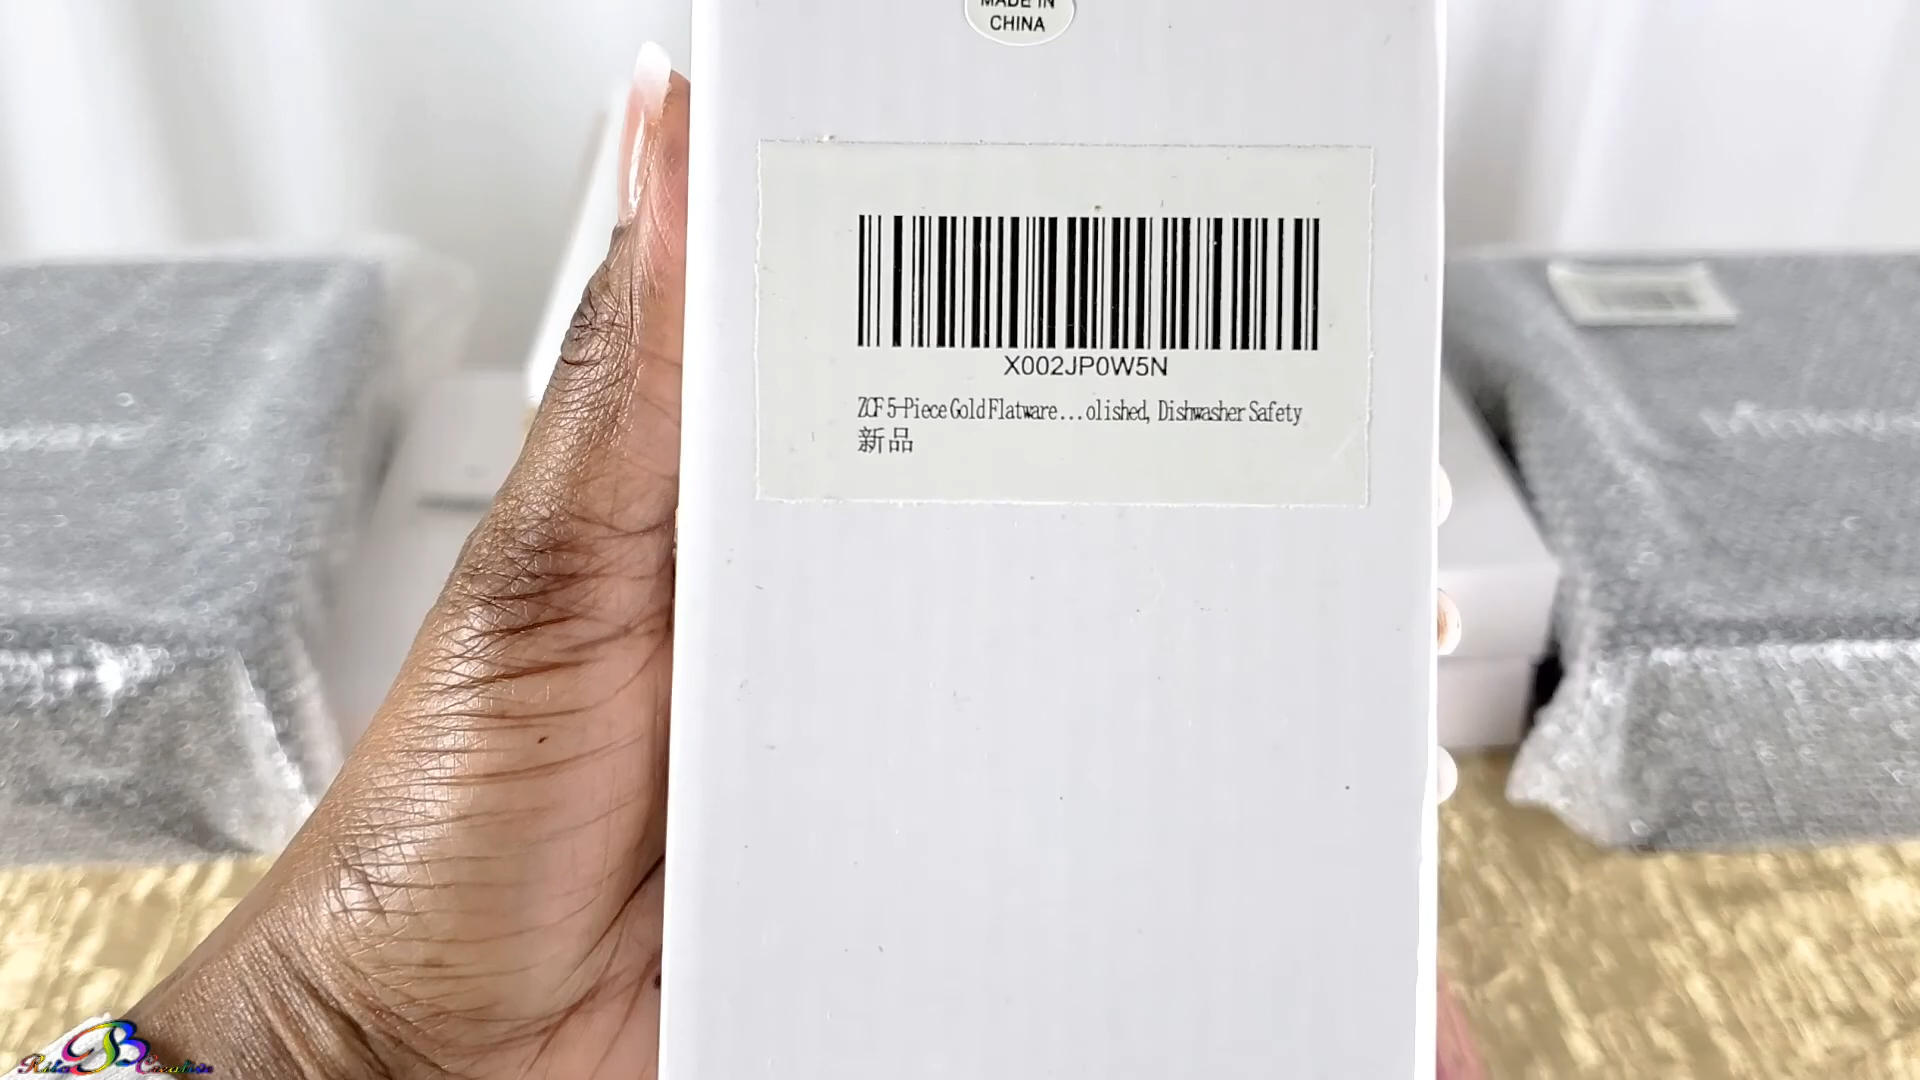 MADE IN
CHINA
X002JP0W5N
ZCF 5-Piece Gold Flatware...olished, Dishwasher Safety
新品